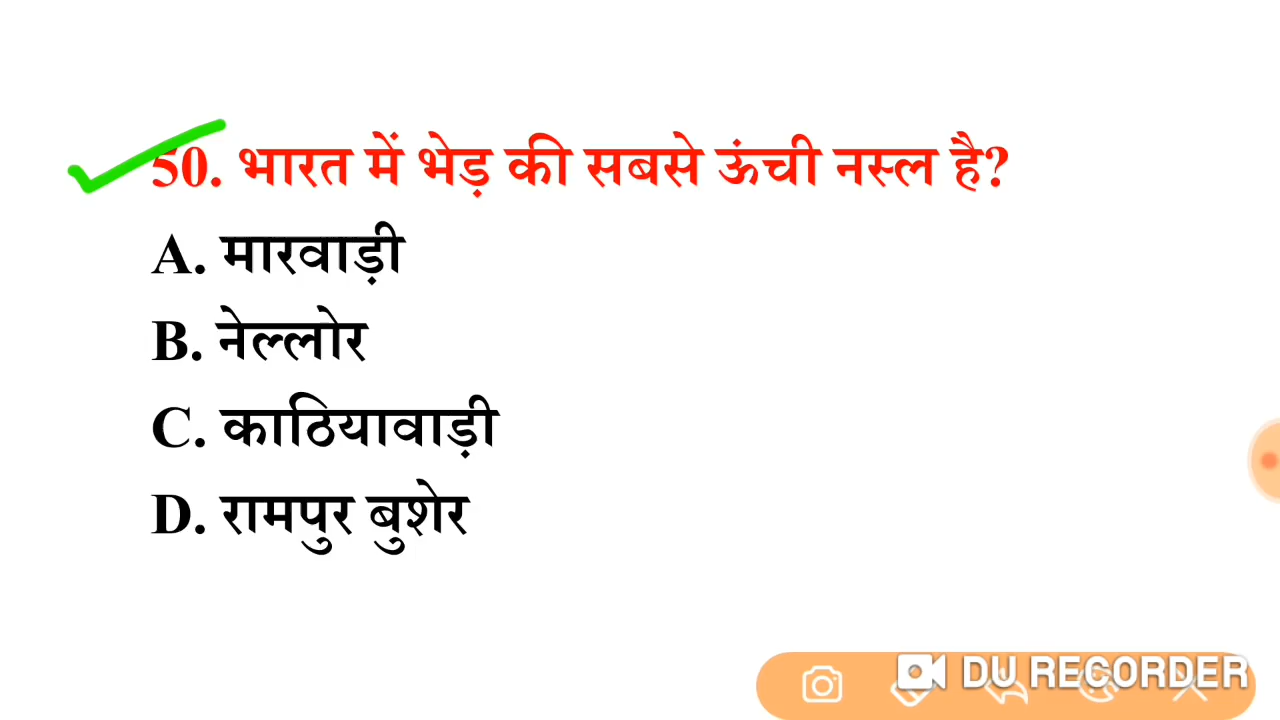 50. भारत में भेड़ की सबसे ऊंची नस्ल है?
A. मारवाड़ी
B. नेल्लोर
C. काठियावाड़ी
D. रामपुर बुशेर
DU RECORDER